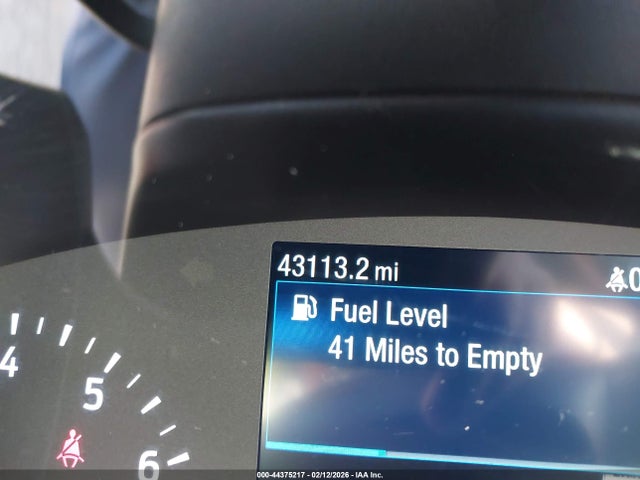 43113.2 mi
0
Fuel Level
41 Miles to Empty
4
5
6
000-44375217 - 02/12/2026 - IAA Inc.